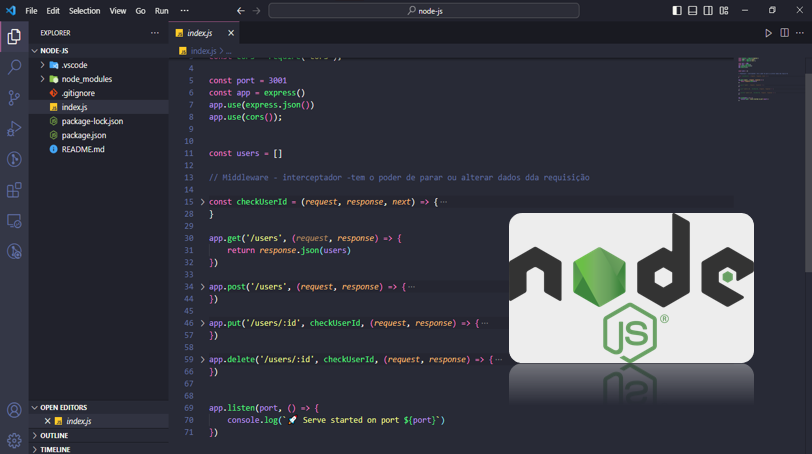 File Edit Selection View Go Run ···
node-js
EXPLORER ···
NODE-JS
.vscode
node_modules
.gitignore
index.js
package-lock.json
package.json
README.md
OPEN EDITORS
index.js
OUTLINE
TIMELINE
index.js
index.js > ...
4
5 const port = 3001
6 const app = express()
7 app.use(express.json())
8 app.use(cors());
9
10
11 const users = []
12
13 // Middleware - interceptador -tem o poder de parar ou alterar dados dda requisição
14
15 const checkUserId = (request, response, next) => {···
28 }
29
30 app.get('/users', (request, response) => {
31 return response.json(users)
32 })
33
34 app.post('/users', (request, response) => {···
44 })
45
46 app.put('/users/:id', checkUserId, (request, response) => {···
57 })
58
59 app.delete('/users/:id', checkUserId, (request, response) => {···
66 })
67
68
69 app.listen(port, () => {
70 console.log(`🚀 Serve started on port ${port}`)
71 })
node
JS®